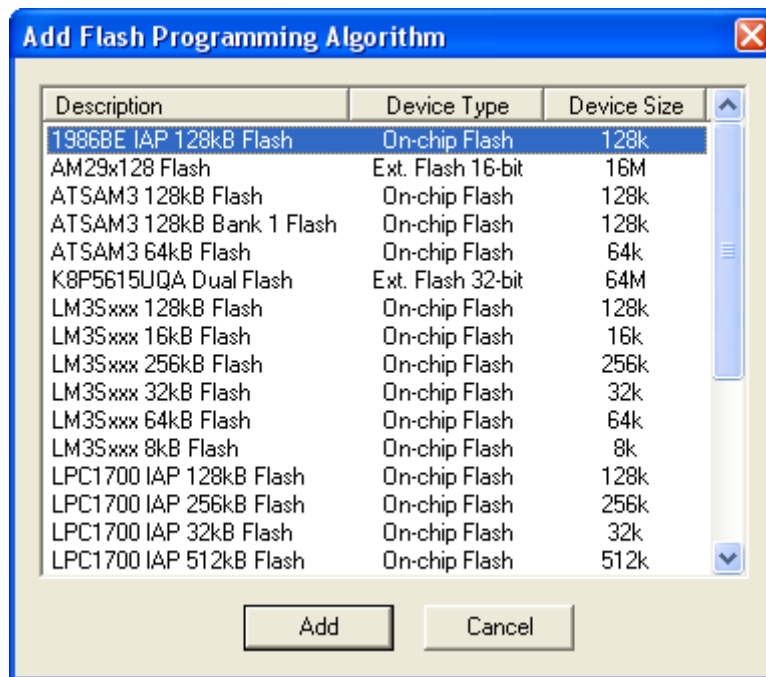 Add Flash Programming Algorithm
Description Device Type Device Size
1986BE IAP 128kB Flash On-chip Flash 128k
AM29x128 Flash Ext. Flash 16-bit 16M
ATSAM3 128kB Flash On-chip Flash 128k
ATSAM3 128kB Bank 1 Flash On-chip Flash 128k
ATSAM3 64kB Flash On-chip Flash 64k
K8P5615UQA Dual Flash Ext. Flash 32-bit 64M
LM3Sxxx 128kB Flash On-chip Flash 128k
LM3Sxxx 16kB Flash On-chip Flash 16k
LM3Sxxx 256kB Flash On-chip Flash 256k
LM3Sxxx 32kB Flash On-chip Flash 32k
LM3Sxxx 64kB Flash On-chip Flash 64k
LM3Sxxx 8kB Flash On-chip Flash 8k
LPC1700 IAP 128kB Flash On-chip Flash 128k
LPC1700 IAP 256kB Flash On-chip Flash 256k
LPC1700 IAP 32kB Flash On-chip Flash 32k
LPC1700 IAP 512kB Flash On-chip Flash 512k
Add Cancel